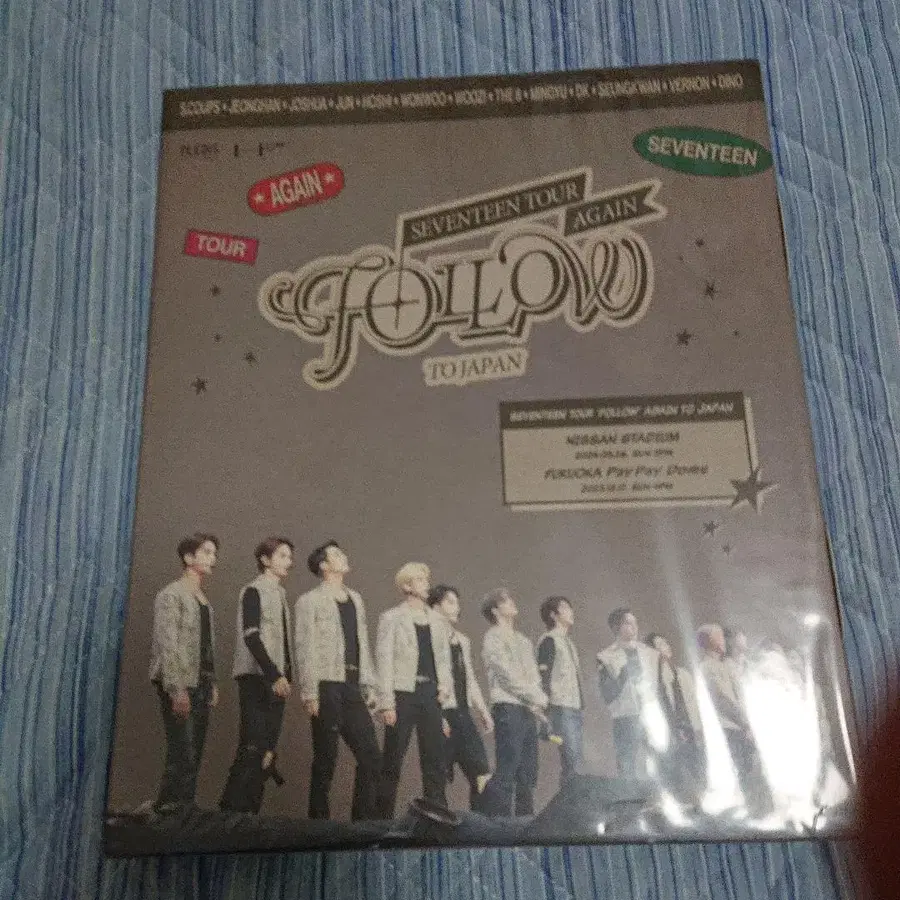 S.COUPS • JEONGHAN • JOSHUA • JUN • HOSHI • WONWOO • WOOZI • THE 8 • MINGYU • DK • SEUNGKWAN • VERNON • DINO
PLEDIS
SEVENTEEN
★ AGAIN ★
TOUR
SEVENTEEN TOUR
AGAIN
FOLLOW
TO JAPAN
SEVENTEEN TOUR 'FOLLOW' AGAIN TO JAPAN
NISSAN STADIUM
FUKUOKA PayPay Dome